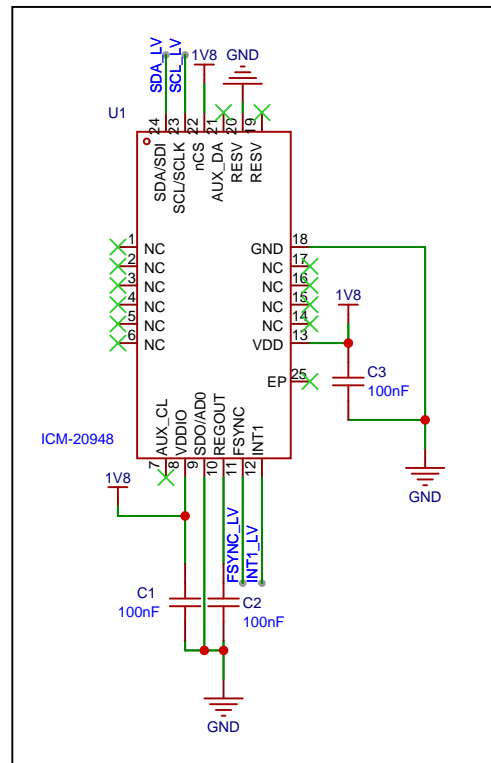 SDA_LV
SCL_LV
1V8
GND
U1
24
23
22
21
20
19
SDA/SDI
SCL/SCLK
nCS
AUX_DA
RESV
RESV
1 NC
2 NC
3 NC
4 NC
5 NC
6 NC
GND 18
NC 17
NC 16
NC 15
NC 14
VDD 13
EP 25
1V8
C3
100nF
GND
ICM-20948
AUX_CL
VDDIO
SDO/AD0
REGOUT
FSYNC
INT1
7
8
9
10
11
12
1V8
FSYNC_LV
INT1_LV
C1
100nF
C2
100nF
GND